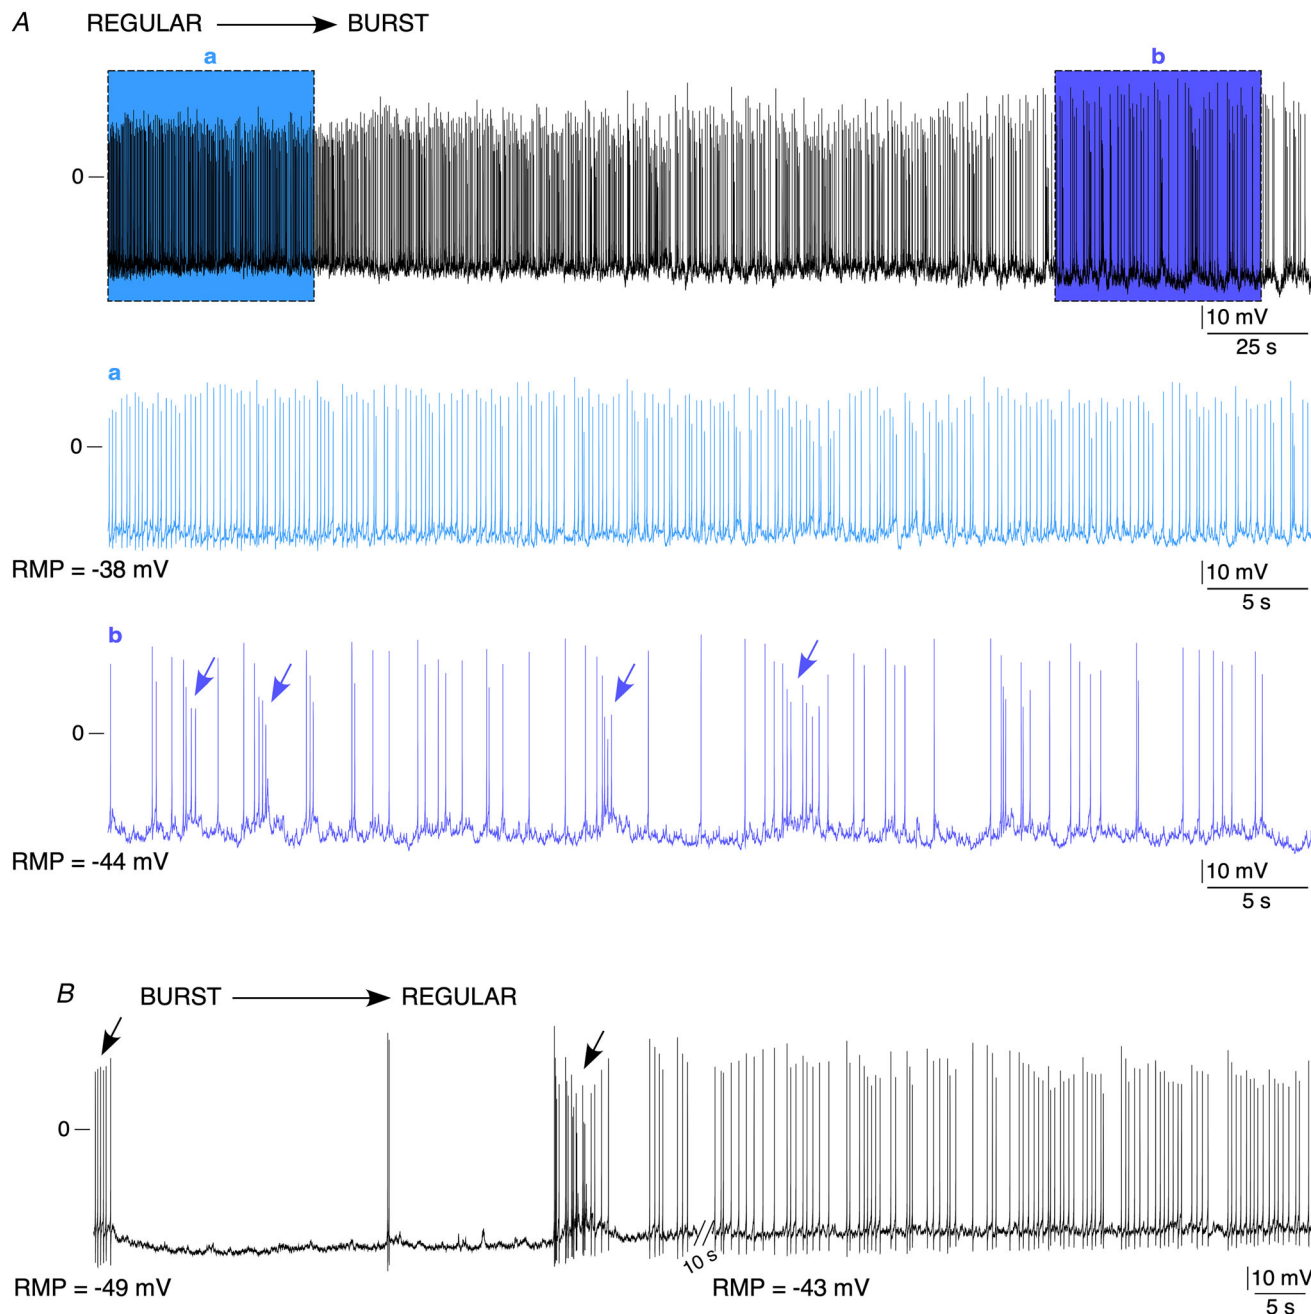 A REGULAR BURST
a b
0
10 mV
25 s
a
0
RMP = -38 mV
10 mV
5 s
b
0
RMP = -44 mV
10 mV
5 s
B BURST REGULAR
0
10 s
RMP = -49 mV RMP = -43 mV
10 mV
5 s